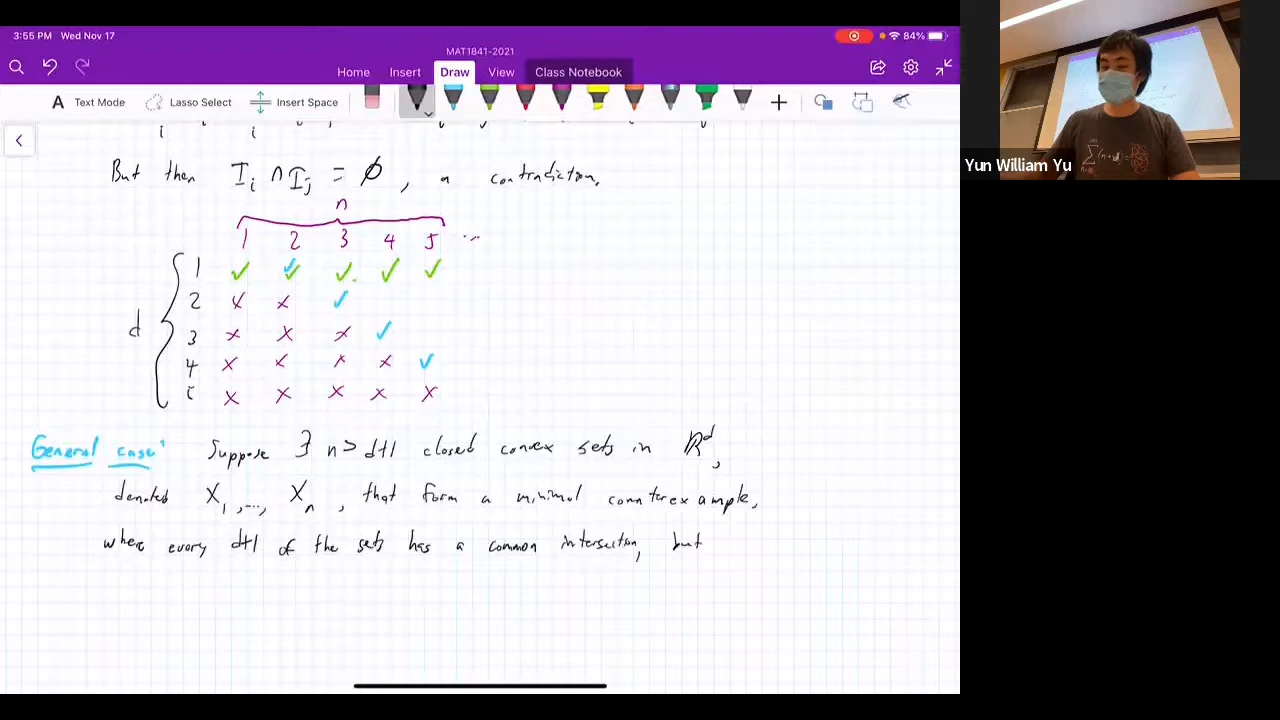 3:55 PM Wed Nov 17
84%
MAT1841-2021
Home Insert Draw View Class Notebook
A Text Mode Lasso Select Insert Space
But then I_i ∩ I_j = ∅, a contradiction.
n
1 2 3 4 5 ...
1 ✓ ✓ ✓ ✓ ✓
2 x x ✓
d 3 x x x ✓
4 x x x x ✓
x x x x x
General case: Suppose ∃ n > d+1 closed convex sets in ℝ^d,
denoted X_1, ..., X_n, that form a minimal counterexample,
where every d+1 of the sets has a common intersection, but
Yun William Yu